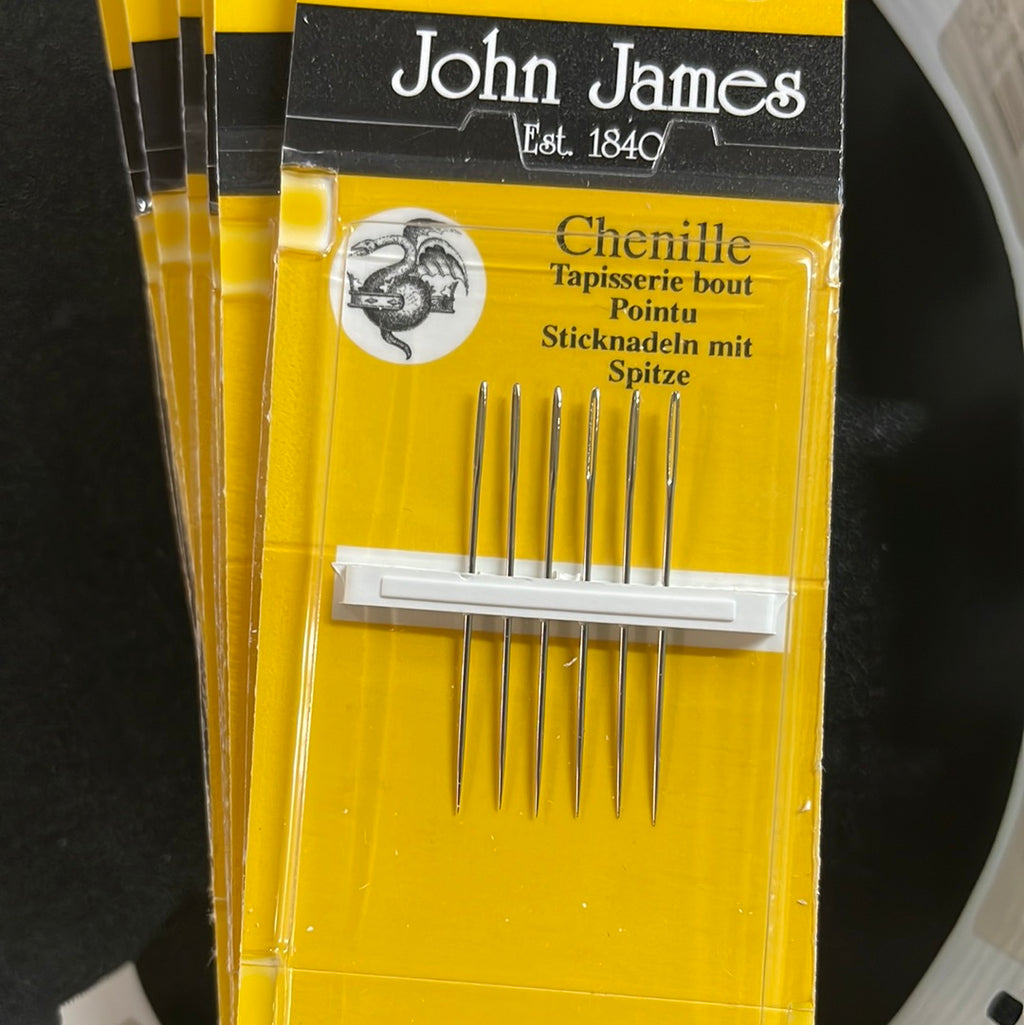 John James
Est. 1840
Chenille
Tapisserie bout
Pointu
Sticknadeln mit
Spitze